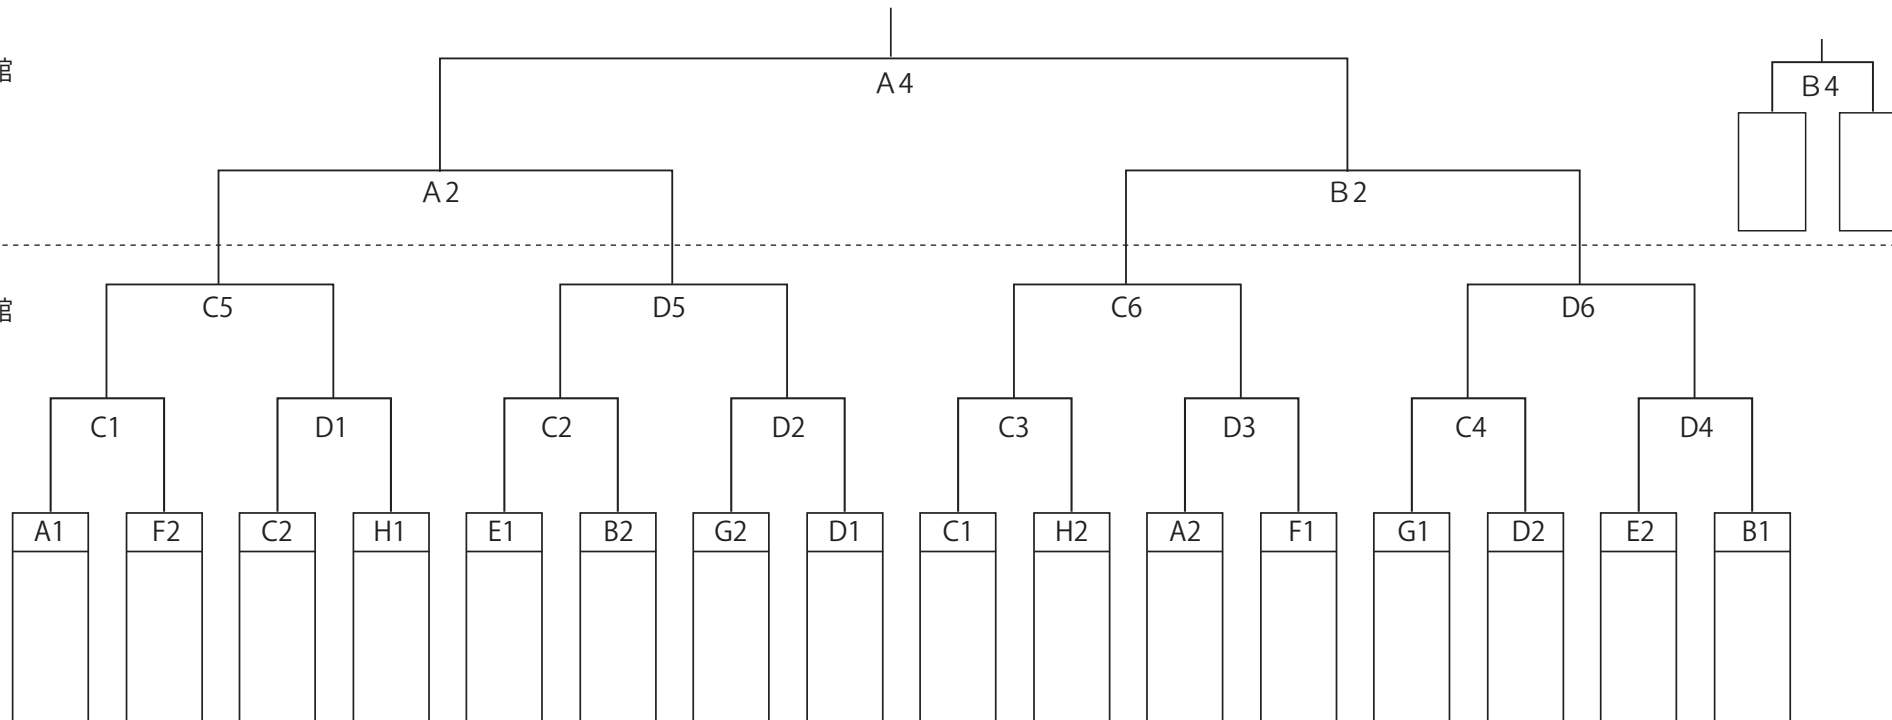 館
A4
B4
A2
B2
館
C5
D5
C6
D6
C1
D1
C2
D2
C3
D3
C4
D4
A1
F2
C2
H1
E1
B2
G2
D1
C1
H2
A2
F1
G1
D2
E2
B1